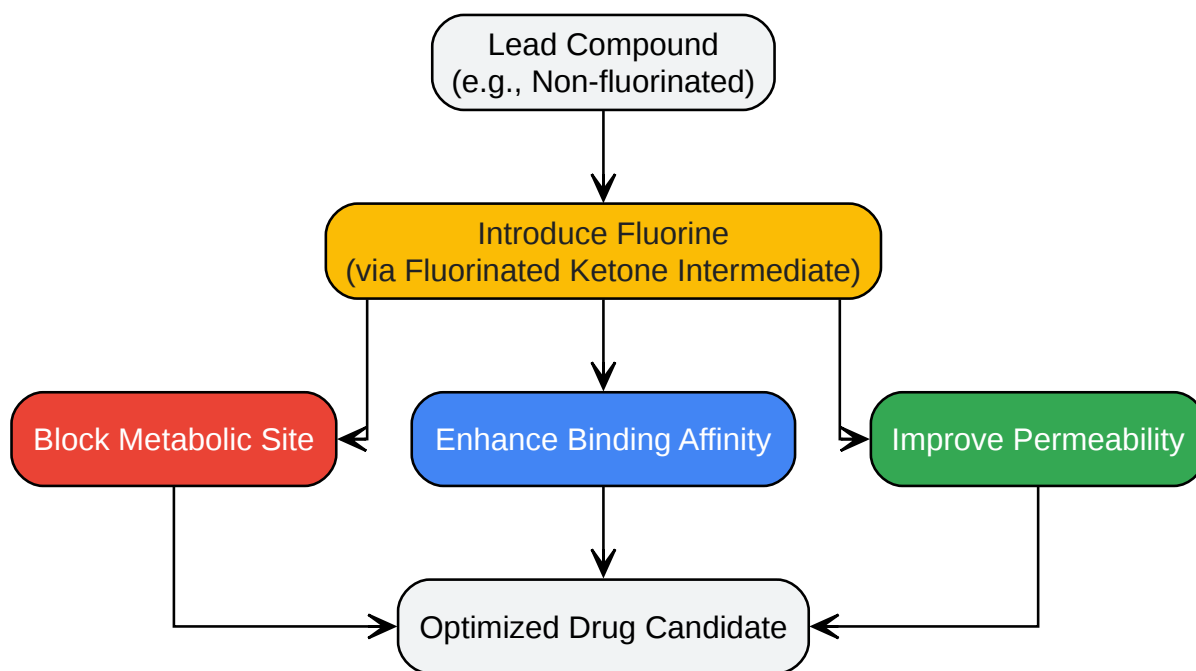 Lead Compound
(e.g., Non-fluorinated)
Introduce Fluorine
(via Fluorinated Ketone Intermediate)
Block Metabolic Site
Enhance Binding Affinity
Improve Permeability
Optimized Drug Candidate